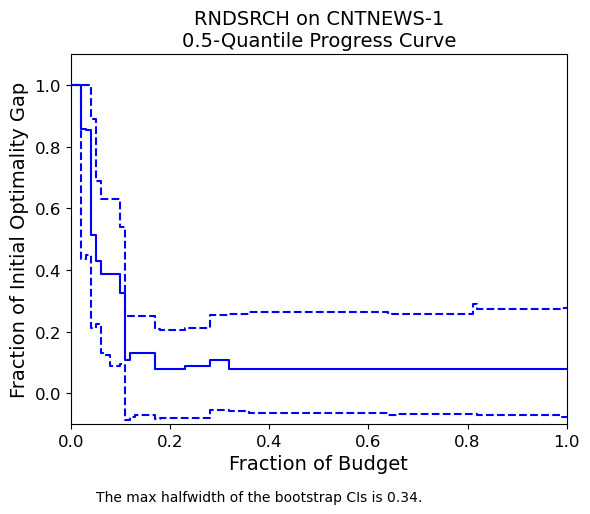 RNDSRCH on CNTNEWS-1
0.5-Quantile Progress Curve
Fraction of Initial Optimality Gap
1.0
0.8
0.6
0.4
0.2
0.0
0.0 0.2 0.4 0.6 0.8 1.0
Fraction of Budget
The max halfwidth of the bootstrap CIs is 0.34.